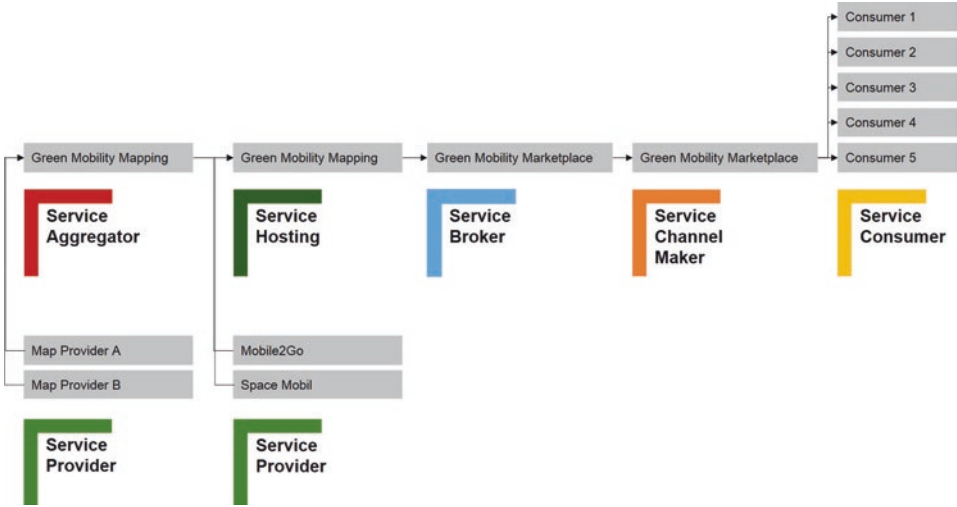 Consumer 1
Consumer 2
Consumer 3
Consumer 4
Green Mobility Mapping
Green Mobility Mapping
Green Mobility Marketplace
Green Mobility Marketplace
Consumer 5
Service
Aggregator
Service
Hosting
Service
Broker
Service
Channel
Maker
Service
Consumer
Map Provider A
Mobile2Go
Map Provider B
Space Mobil
Service
Provider
Service
Provider